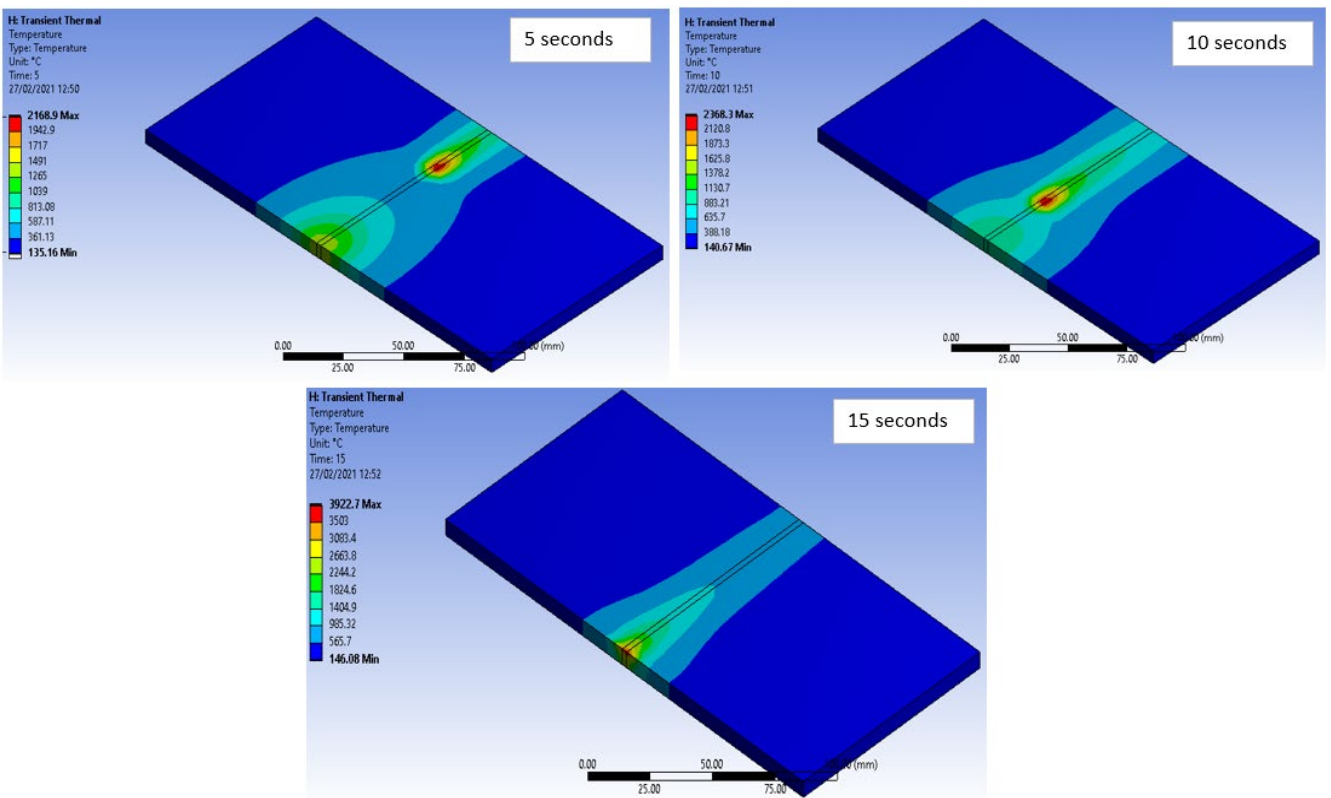 H: Transient Thermal
Temperature
Type: Temperature
Unit: °C
Time: 5
27/02/2021 12:50
5 seconds
2168.9 Max
1942.9
1717
1491
1265
1039
813.08
587.11
361.13
135.16 Min
0.00 50.00 (mm)
25.00 75.00
H: Transient Thermal
Temperature
Type: Temperature
Unit: °C
Time: 10
27/02/2021 12:51
10 seconds
2368.3 Max
2120.8
1873.3
1625.8
1378.2
1130.7
883.21
635.7
388.18
140.67 Min
0.00 50.00 (mm)
25.00 75.00
H: Transient Thermal
Temperature
Type: Temperature
Unit: °C
Time: 15
27/02/2021 12:52
15 seconds
3922.7 Max
3503
3083.4
2663.8
2244.2
1824.6
1404.9
985.32
565.7
146.08 Min
0.00 50.00 (mm)
25.00 75.00